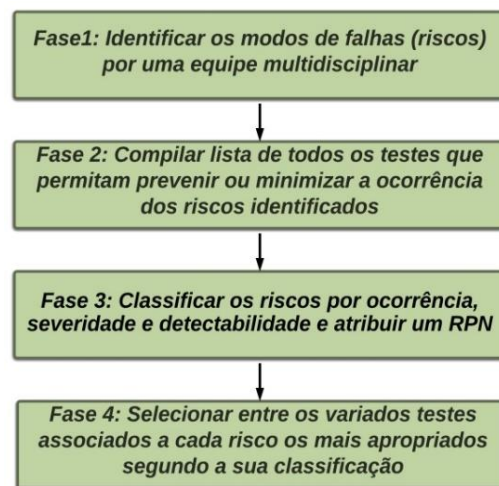 Fase1: Identificar os modos de falhas (riscos)
por uma equipe multidisciplinar
Fase 2: Compilar lista de todos os testes que
permitam prevenir ou minimizar a ocorrência
dos riscos identificados
Fase 3: Classificar os riscos por ocorrência,
severidade e detectabilidade e atribuir um RPN
Fase 4: Selecionar entre os variados testes
associados a cada risco os mais apropriados
segundo a sua classificação